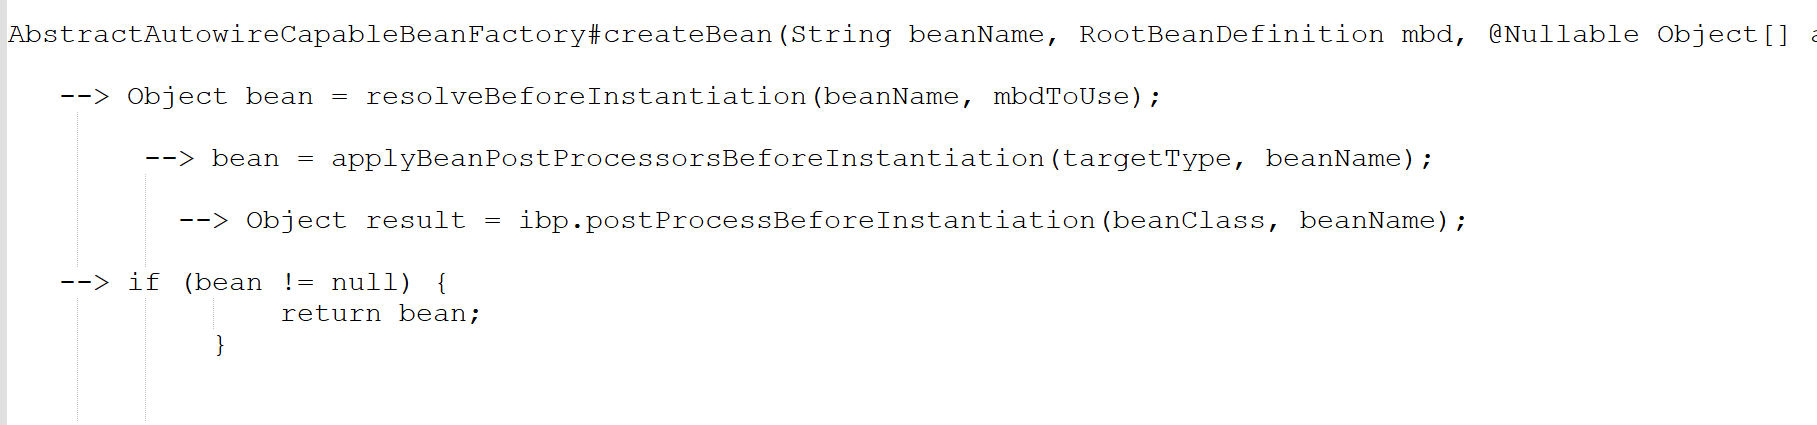 AbstractAutowireCapableBeanFactory#createBean(String beanName, RootBeanDefinition mbd, @Nullable Object[]
--> Object bean = resolveBeforeInstantiation(beanName, mbdToUse);
--> bean = applyBeanPostProcessorsBeforeInstantiation(targetType, beanName);
--> Object result = ibp.postProcessBeforeInstantiation(beanClass, beanName);
--> if (bean != null) {
return bean;
}